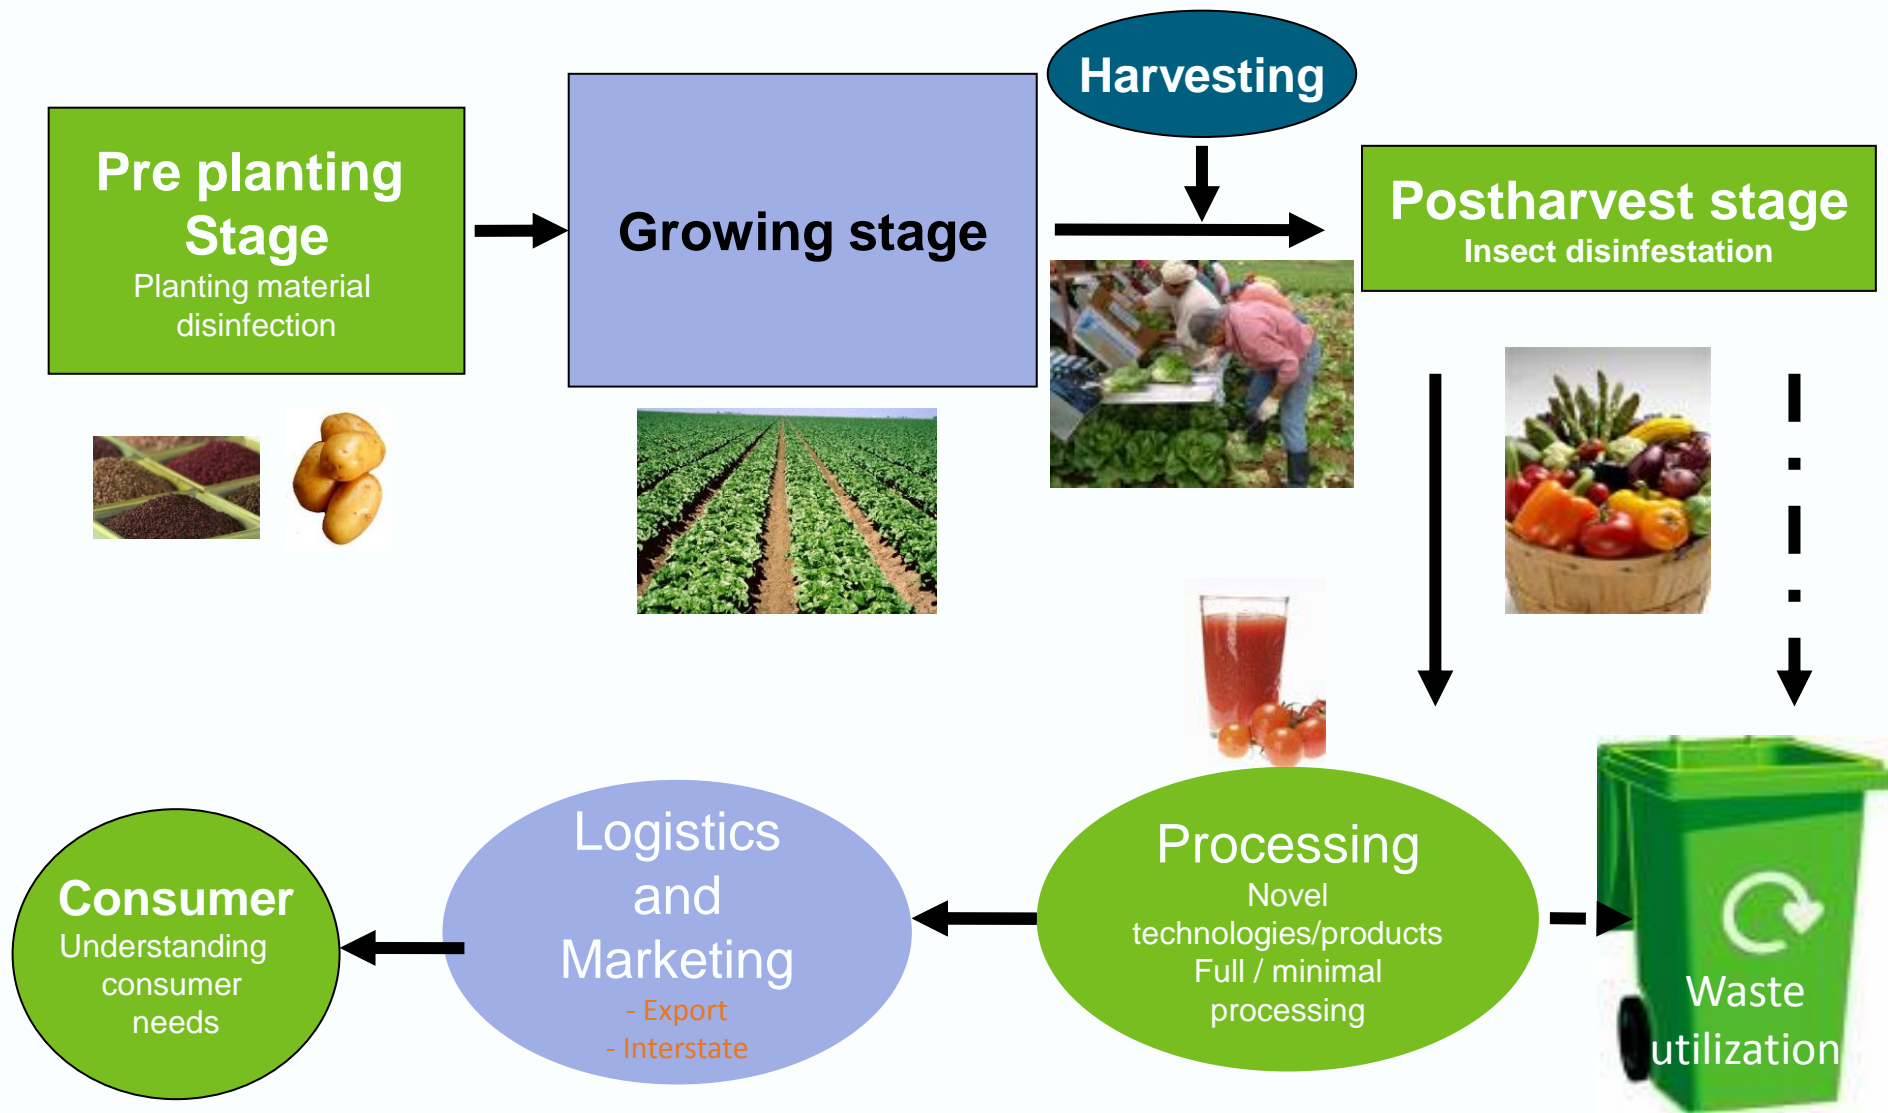 Harvesting
Pre planting
Stage
Planting material
disinfection
Growing stage
Postharvest stage
Insect disinfestation
Consumer
Understanding
consumer
needs
Logistics
and
Marketing
- Export
- Interstate
Processing
Novel
technologies/products
Full / minimal
processing
Waste
utilization